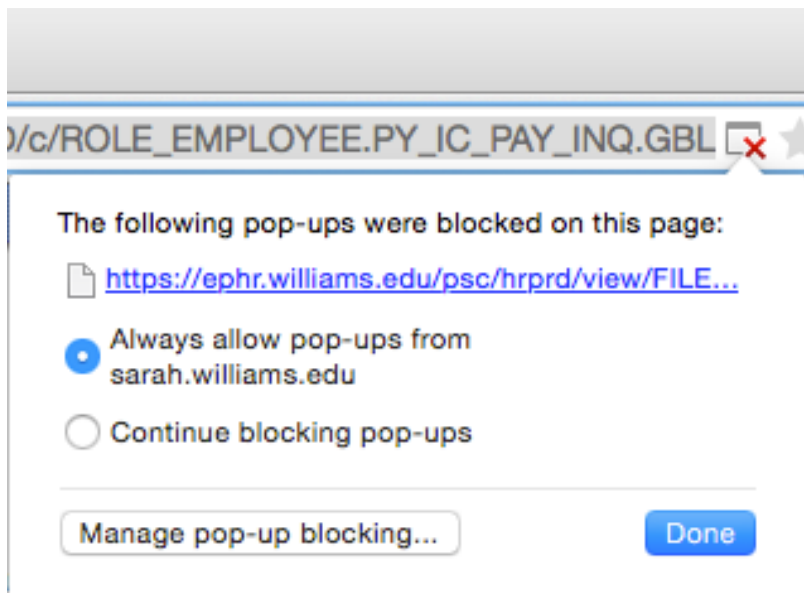 /c/ROLE_EMPLOYEE.PY_IC_PAY_INQ.GBL
The following pop-ups were blocked on this page:
https://ephr.williams.edu/psc/hrprd/view/FILE...
Always allow pop-ups from
sarah.williams.edu
Continue blocking pop-ups
Manage pop-up blocking...
Done